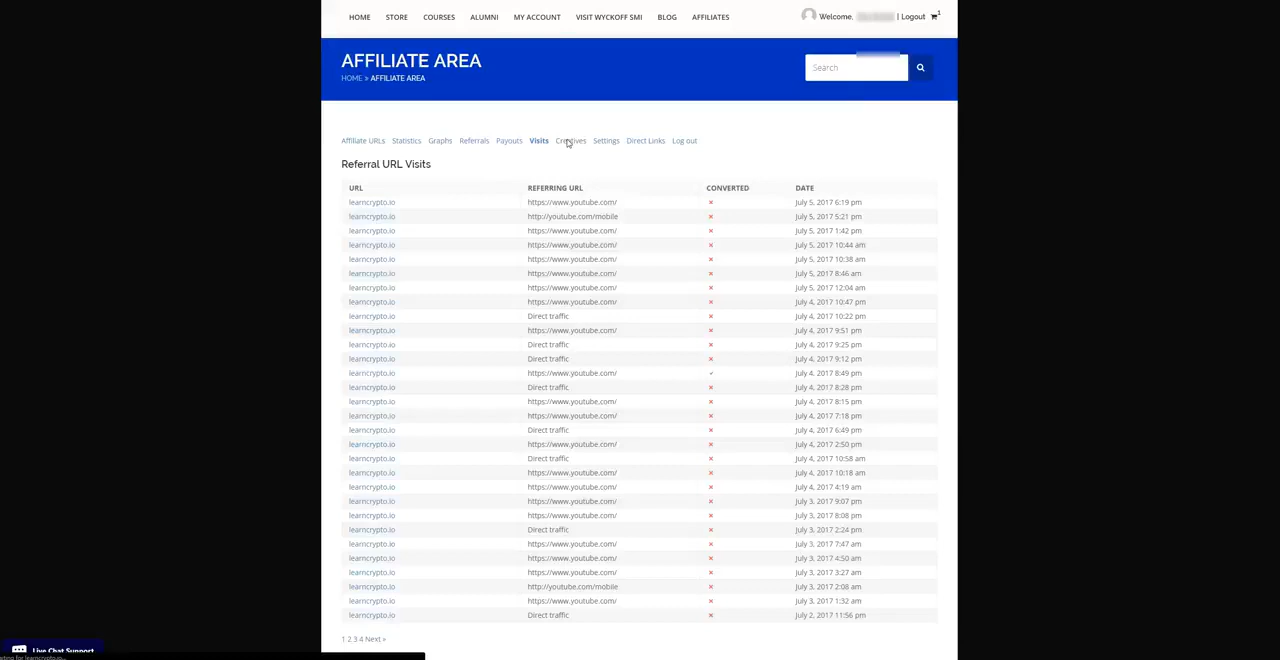 HOME STORE COURSES ALUMNI MY ACCOUNT VISIT WYCKOFF SMI BLOG AFFILIATES Welcome, | Logout 1
AFFILIATE AREA
HOME » AFFILIATE AREA
Search
Affiliate URLs Statistics Graphs Referrals Payouts Visits Creatives Settings Direct Links Log out
Referral URL Visits
URL REFERRING URL CONVERTED DATE
learncrypto.io https://www.youtube.com/ × July 5, 2017 6:19 pm
learncrypto.io http://youtube.com/mobile × July 5, 2017 5:21 pm
learncrypto.io https://www.youtube.com/ × July 5, 2017 1:42 pm
learncrypto.io https://www.youtube.com/ × July 5, 2017 10:44 am
learncrypto.io https://www.youtube.com/ × July 5, 2017 10:38 am
learncrypto.io https://www.youtube.com/ × July 5, 2017 8:46 am
learncrypto.io https://www.youtube.com/ × July 5, 2017 12:04 am
learncrypto.io https://www.youtube.com/ × July 4, 2017 10:47 pm
learncrypto.io Direct traffic × July 4, 2017 10:22 pm
learncrypto.io https://www.youtube.com/ × July 4, 2017 9:51 pm
learncrypto.io Direct traffic × July 4, 2017 9:25 pm
learncrypto.io Direct traffic × July 4, 2017 9:12 pm
learncrypto.io https://www.youtube.com/ ✓ July 4, 2017 8:49 pm
learncrypto.io Direct traffic × July 4, 2017 8:28 pm
learncrypto.io https://www.youtube.com/ × July 4, 2017 8:15 pm
learncrypto.io https://www.youtube.com/ × July 4, 2017 7:18 pm
learncrypto.io Direct traffic × July 4, 2017 6:49 pm
learncrypto.io https://www.youtube.com/ × July 4, 2017 2:50 pm
learncrypto.io Direct traffic × July 4, 2017 10:58 am
learncrypto.io https://www.youtube.com/ × July 4, 2017 10:18 am
learncrypto.io https://www.youtube.com/ × July 4, 2017 4:19 am
learncrypto.io https://www.youtube.com/ × July 3, 2017 9:07 pm
learncrypto.io https://www.youtube.com/ × July 3, 2017 8:08 pm
learncrypto.io Direct traffic × July 3, 2017 2:24 pm
learncrypto.io https://www.youtube.com/ × July 3, 2017 7:47 am
learncrypto.io https://www.youtube.com/ × July 3, 2017 4:50 am
learncrypto.io https://www.youtube.com/ × July 3, 2017 3:27 am
learncrypto.io http://youtube.com/mobile × July 3, 2017 2:08 am
learncrypto.io https://www.youtube.com/ × July 3, 2017 1:32 am
learncrypto.io Direct traffic × July 2, 2017 11:56 pm
1 2 3 4 Next »
Live Chat Support
for learncrypto.io...